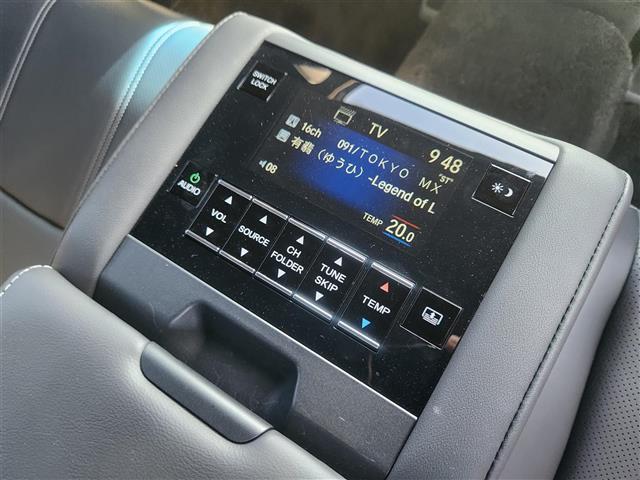 SWITCH
LOCK
TV
9 48
16ch 091/TOKYO MX "ST"
有翡 (ゆうひ) -Legend of L
08
TEMP 20.0
AUDIO
VOL
SOURCE
CH
FOLDER
TUNE
SKIP
TEMP